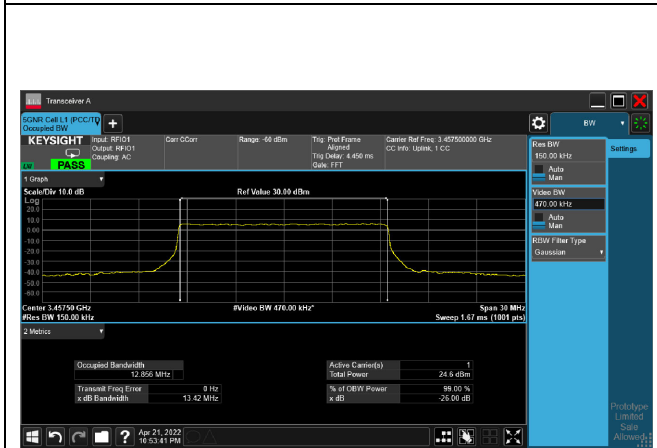 Transceiver A
5GNR Cell L1 (PCC/TD
Occupied BW
BW
KEYSIGHT
PASS
Input: RFIO1
Output: RFIO1
Coupling: AC
Corr CCorr
Range: -60 dBm
Trig: Prot Frame
Aligned
Trig Delay: 4.450 ms
Gate: FFT
Carrier Ref Freq: 3.457500000 GHz
CC Info: Uplink, 1 CC
Res BW
150.00 kHz
Auto
Man
Settings
Video BW
470.00 kHz
Auto
Man
RBW Filter Type
Gaussian
1 Graph
Scale/Div 10.0 dB
Ref Value 30.00 dBm
Log
20.0
10.0
0.00
-10.0
-20.0
-30.0
-40.0
-50.0
-60.0
Center 3.45750 GHz
#Res BW 150.00 kHz
#Video BW 470.00 kHz*
Span 30 MHz
Sweep 1.67 ms (1001 pts)
2 Metrics
Occupied Bandwidth
12.856 MHz
Transmit Freq Error 0 Hz
x dB Bandwidth 13.42 MHz
Active Carrier(s) 1
Total Power 24.6 dBm
% of OBW Power 99.00 %
x dB -26.00 dB
Prototype
Limited
Sale
Allowed
Apr 21, 2022
10:53:41 PM